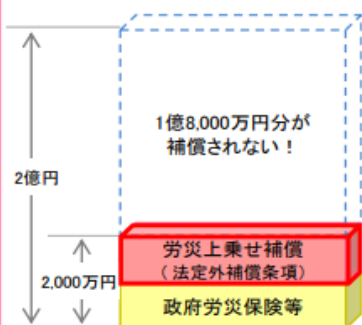 1億8,000万円分が
補償されない！
2億円
労災上乗せ補償
2,000万円
（法定外補償条項）
政府労災保険等